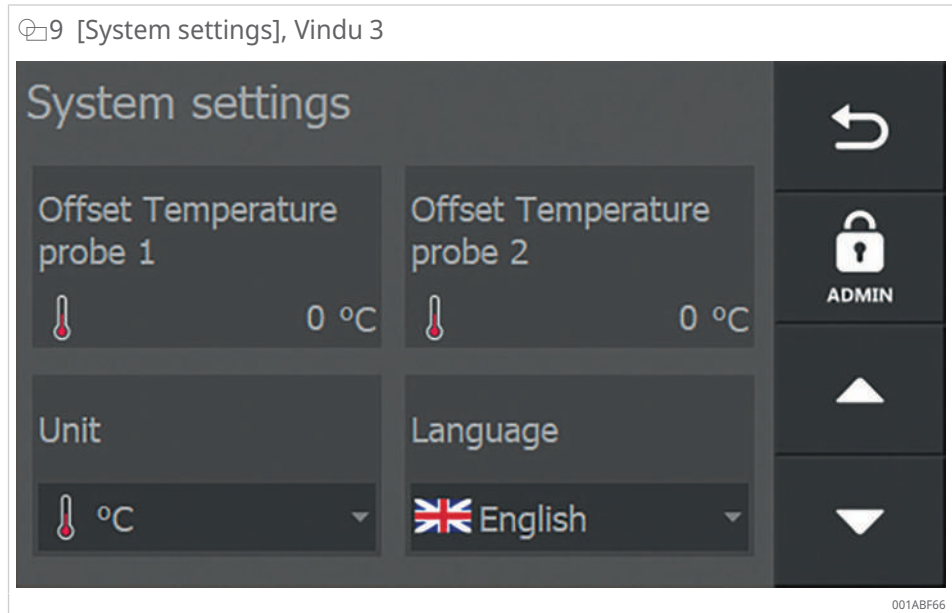 9 [System settings], Vindu 3
System settings
Offset Temperature
probe 1
0 °C
Offset Temperature
probe 2
0 °C
ADMIN
Unit
°C
Language
English
001ABF66